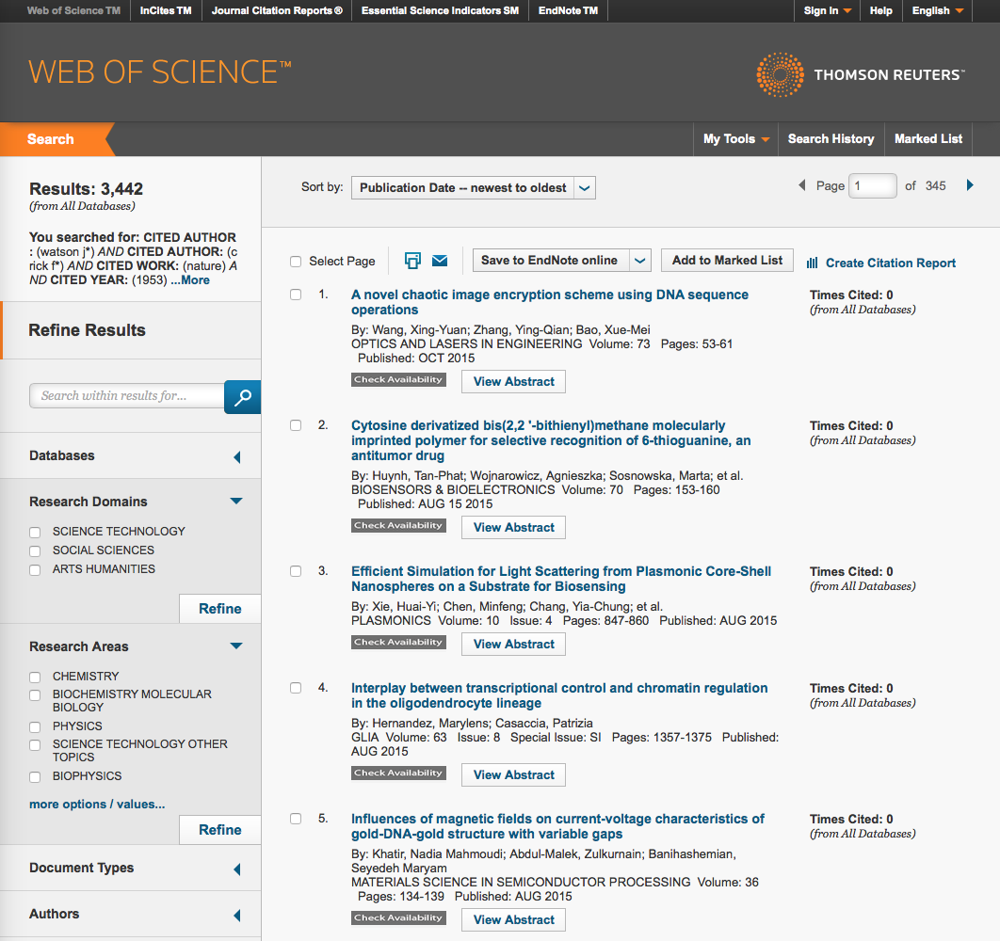 Web of Science TM InCites TM Journal Citation Reports ® Essential Science Indicators SM EndNote TM Sign In Help English
WEB OF SCIENCE™
THOMSON REUTERS™
Search My Tools Search History Marked List
Results: 3,442
(from All Databases)
You searched for: CITED AUTHOR
: (watson j*) AND CITED AUTHOR: (c
rick f*) AND CITED WORK: (nature) A
ND CITED YEAR: (1953) ...More
Refine Results
Search within results for...
Databases
Research Domains
SCIENCE TECHNOLOGY
SOCIAL SCIENCES
ARTS HUMANITIES
Refine
Research Areas
CHEMISTRY
BIOCHEMISTRY MOLECULAR
BIOLOGY
PHYSICS
SCIENCE TECHNOLOGY OTHER
TOPICS
BIOPHYSICS
more options / values...
Refine
Document Types
Authors
Sort by: Publication Date -- newest to oldest
Page 1 of 345
Select Page Save to EndNote online Add to Marked List Create Citation Report
1. A novel chaotic image encryption scheme using DNA sequence
operations
By: Wang, Xing-Yuan; Zhang, Ying-Qian; Bao, Xue-Mei
OPTICS AND LASERS IN ENGINEERING Volume: 73 Pages: 53-61
Published: OCT 2015
Check Availability View Abstract
Times Cited: 0
(from All Databases)
2. Cytosine derivatized bis(2,2 '-bithienyl)methane molecularly
imprinted polymer for selective recognition of 6-thioguanine, an
antitumor drug
By: Huynh, Tan-Phat; Wojnarowicz, Agnieszka; Sosnowska, Marta; et al.
BIOSENSORS & BIOELECTRONICS Volume: 70 Pages: 153-160
Published: AUG 15 2015
Check Availability View Abstract
Times Cited: 0
(from All Databases)
3. Efficient Simulation for Light Scattering from Plasmonic Core-Shell
Nanospheres on a Substrate for Biosensing
By: Xie, Huai-Yi; Chen, Minfeng; Chang, Yia-Chung; et al.
PLASMONICS Volume: 10 Issue: 4 Pages: 847-860 Published: AUG 2015
Check Availability View Abstract
Times Cited: 0
(from All Databases)
4. Interplay between transcriptional control and chromatin regulation
in the oligodendrocyte lineage
By: Hernandez, Marylens; Casaccia, Patrizia
GLIA Volume: 63 Issue: 8 Special Issue: SI Pages: 1357-1375 Published:
AUG 2015
Check Availability View Abstract
Times Cited: 0
(from All Databases)
5. Influences of magnetic fields on current-voltage characteristics of
gold-DNA-gold structure with variable gaps
By: Khatir, Nadia Mahmoudi; Abdul-Malek, Zulkurnain; Banihashemian,
Seyedeh Maryam
MATERIALS SCIENCE IN SEMICONDUCTOR PROCESSING Volume: 36
Pages: 134-139 Published: AUG 2015
Check Availability View Abstract
Times Cited: 0
(from All Databases)